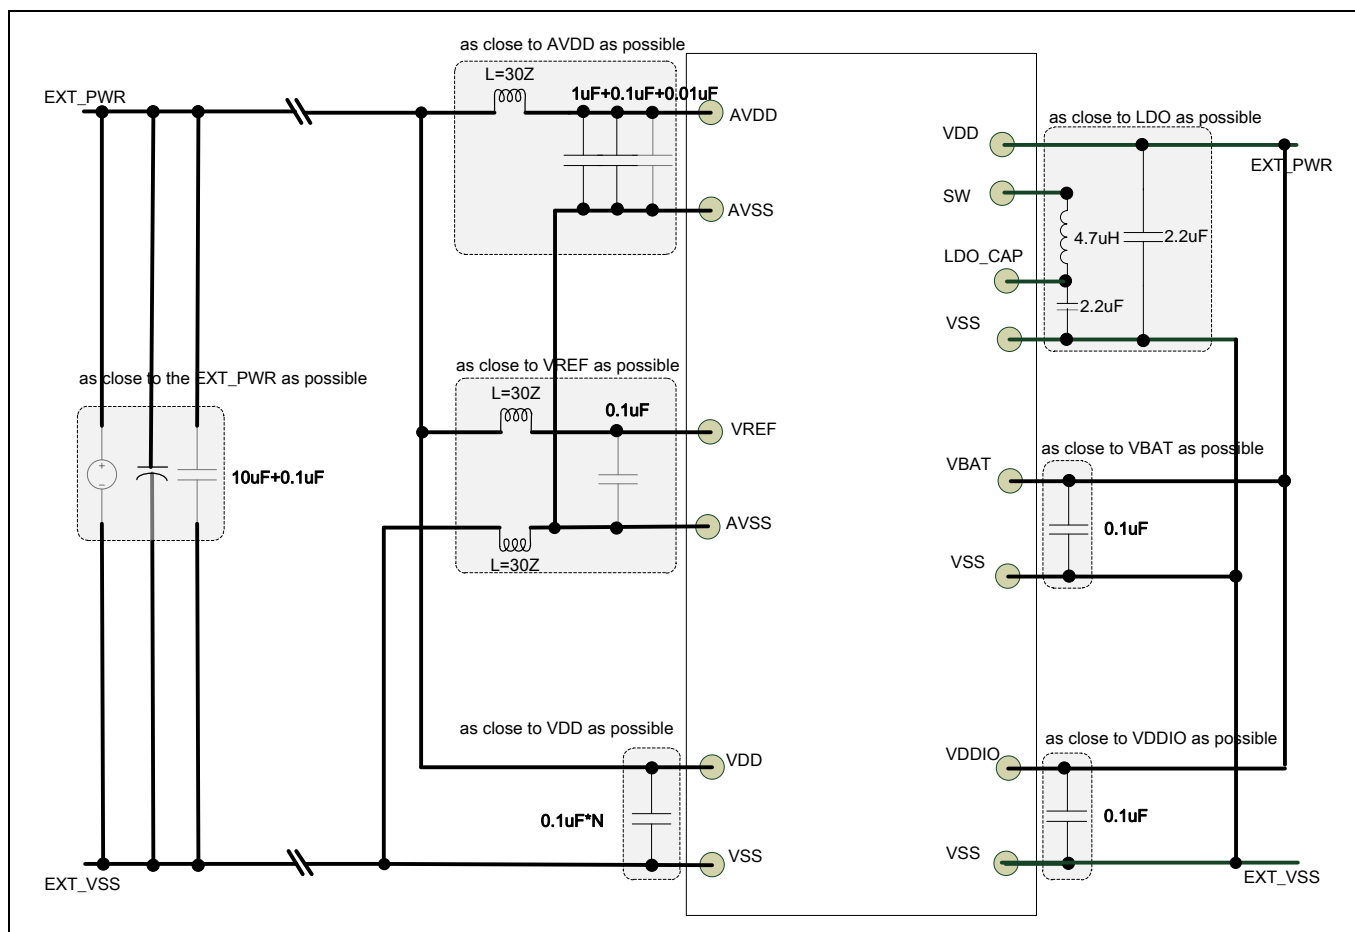 as close to AVDD as possible
L=30Z
EXT_PWR
1uF+0.1uF+0.01uF
AVDD
as close to LDO as possible
VDD
EXT_PWR
SW
AVSS
4.7uH
2.2uF
LDO_CAP
2.2uF
VSS
as close to VREF as possible
as close to the EXT_PWR as possible
L=30Z
0.1uF
VREF
as close to VBAT as possible
VBAT
+
10uF+0.1uF
AVSS
0.1uF
L=30Z
VSS
as close to VDD as possible
as close to VDDIO as possible
VDD
VDDIO
0.1uF*N
0.1uF
VSS
VSS
EXT_VSS
EXT_VSS